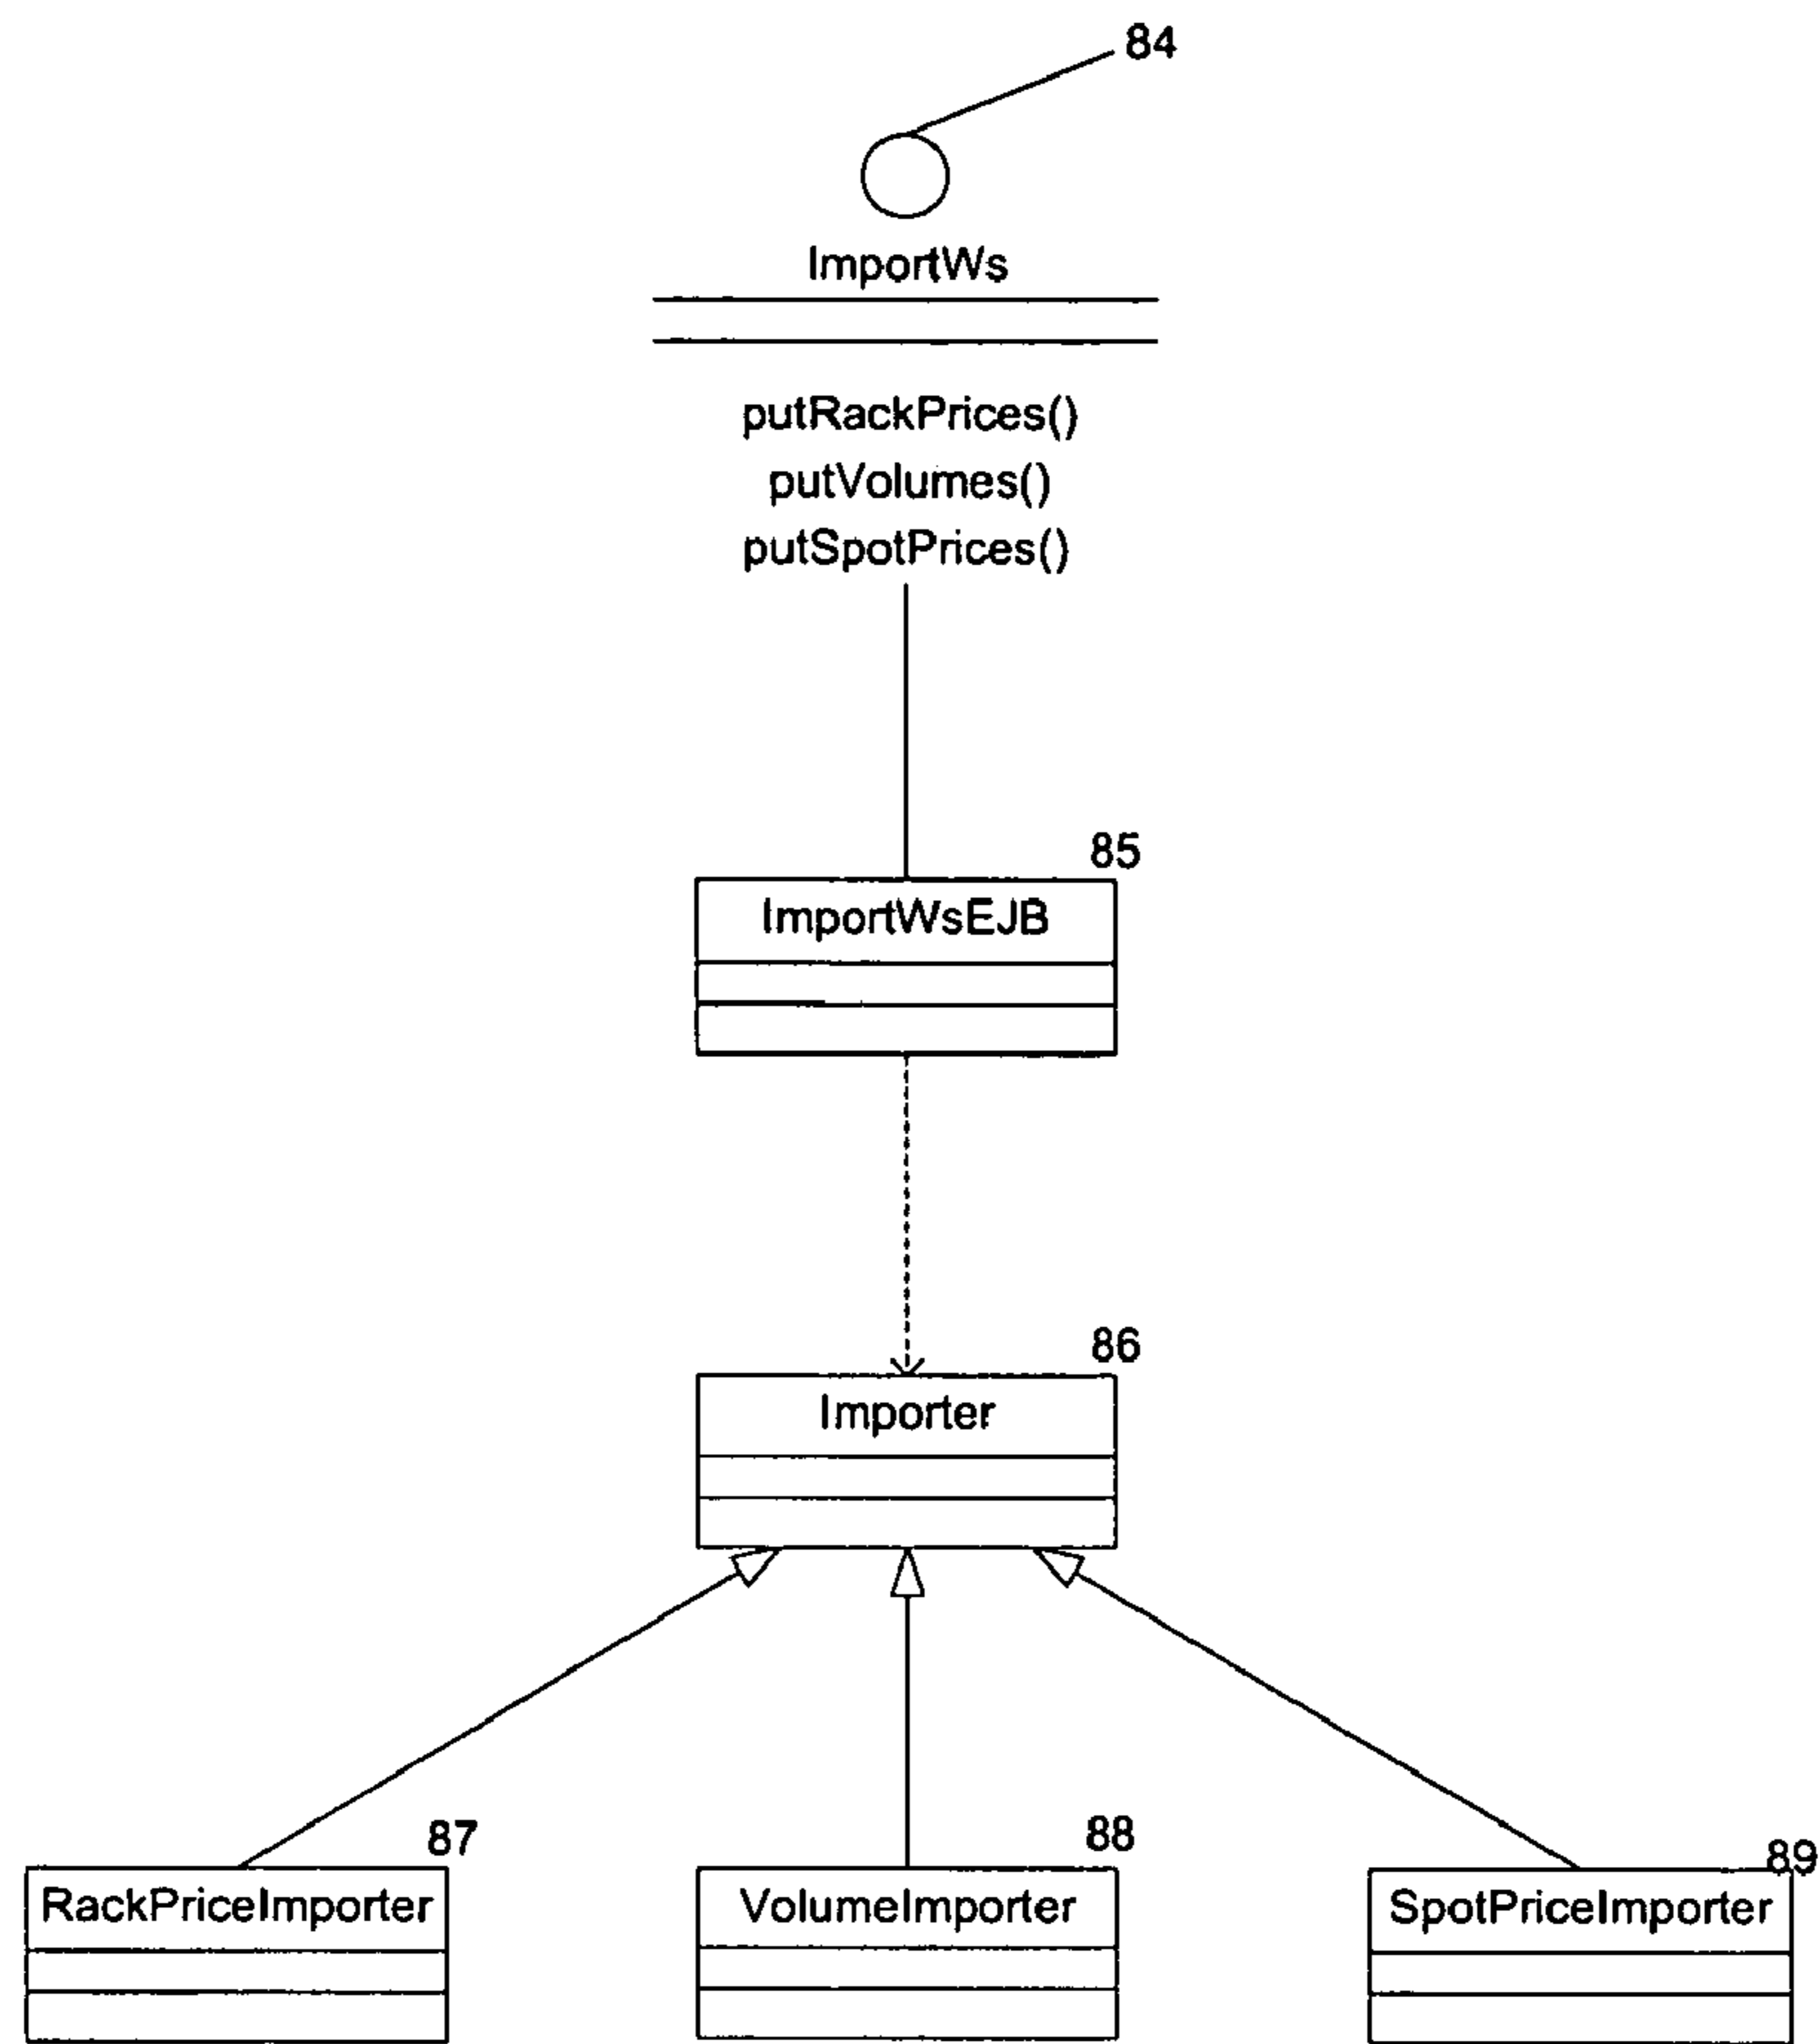 84
ImportWs
putRackPrices()
putVolumes()
putSpotPrices()
85
ImportWsEJB
86
Importer
87
RackPriceImporter
88
VolumeImporter
89
SpotPriceImporter